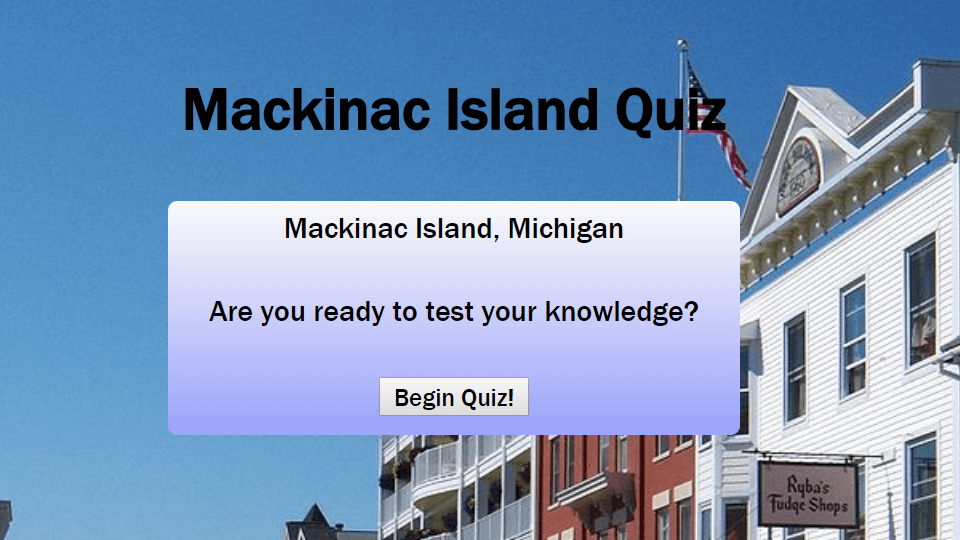 Mackinac Island Quiz
Mackinac Island, Michigan
Are you ready to test your knowledge?
Begin Quiz!
Ryba's
Fudge Shops